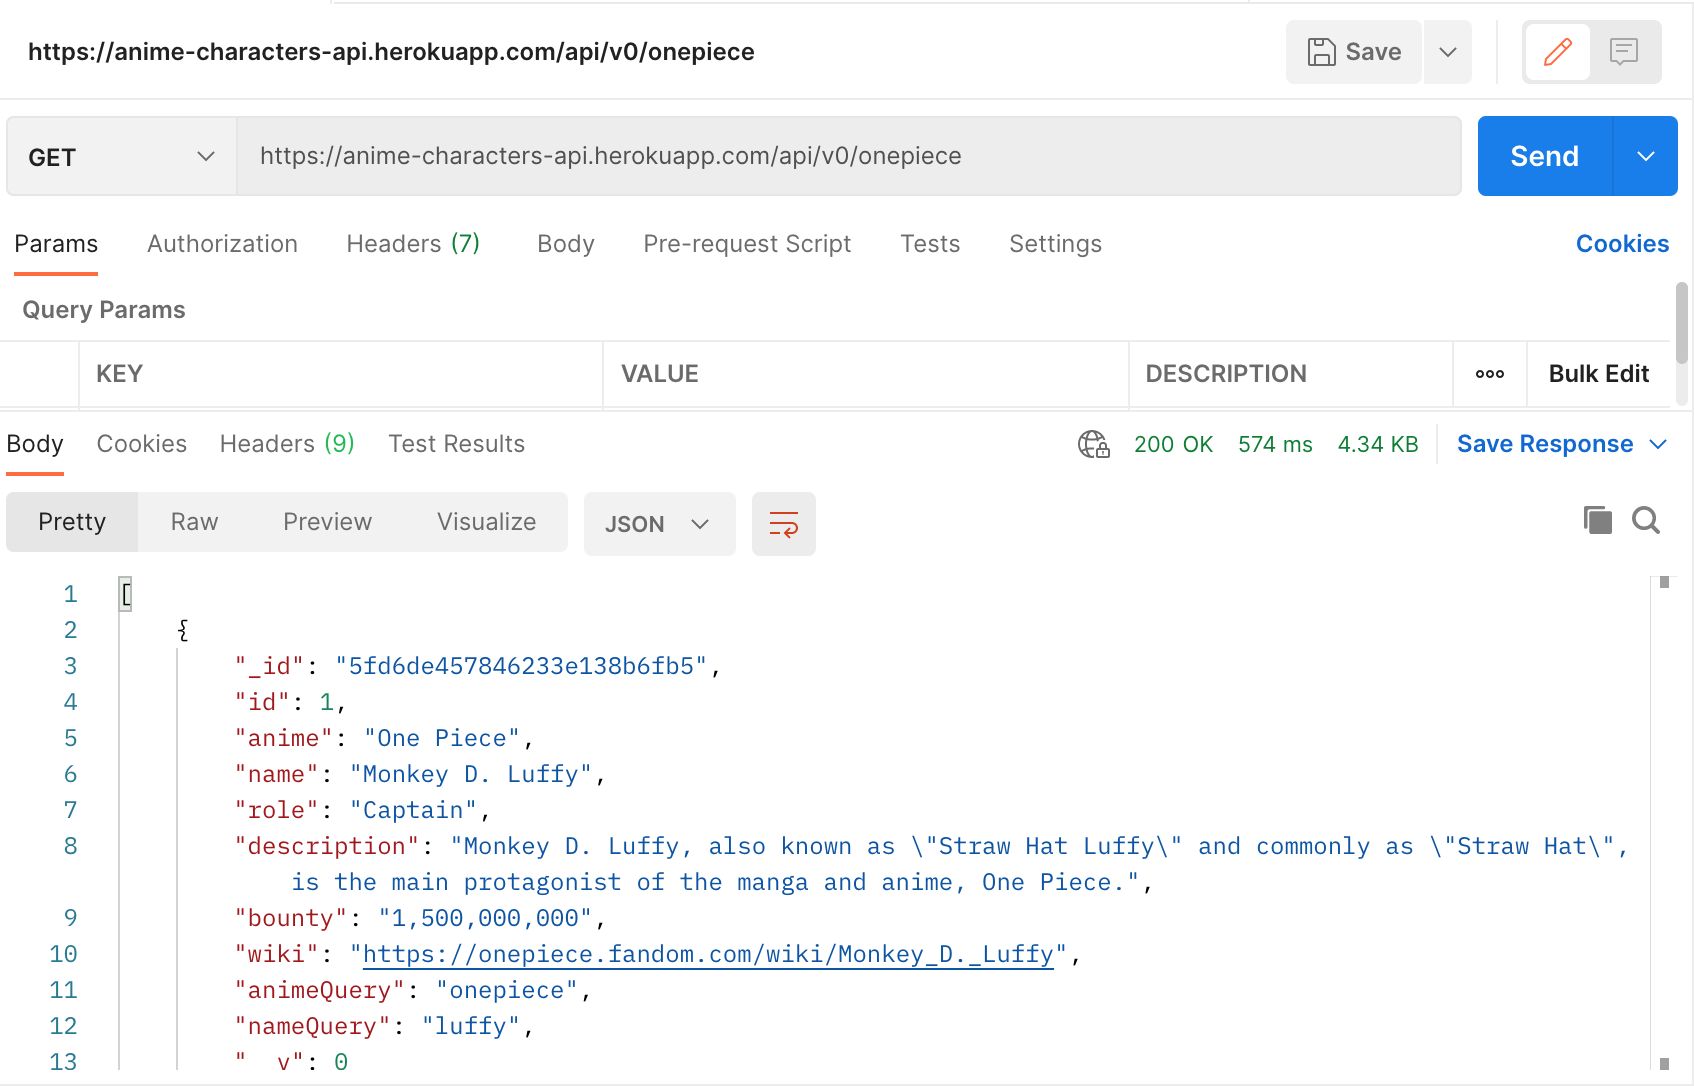 https://anime-characters-api.herokuapp.com/api/v0/onepiece
Save
GET
https://anime-characters-api.herokuapp.com/api/v0/onepiece
Send
Params Authorization Headers (7) Body Pre-request Script Tests Settings Cookies
Query Params
KEY VALUE DESCRIPTION ooo Bulk Edit
Body Cookies Headers (9) Test Results 200 OK 574 ms 4.34 KB Save Response
Pretty Raw Preview Visualize JSON
1 [
2 {
3 "_id": "5fd6de457846233e138b6fb5",
4 "id": 1,
5 "anime": "One Piece",
6 "name": "Monkey D. Luffy",
7 "role": "Captain",
8 "description": "Monkey D. Luffy, also known as \"Straw Hat Luffy\" and commonly as \"Straw Hat\",
is the main protagonist of the manga and anime, One Piece.",
9 "bounty": "1,500,000,000",
10 "wiki": "https://onepiece.fandom.com/wiki/Monkey_D._Luffy",
11 "animeQuery": "onepiece",
12 "nameQuery": "luffy",
13 "__v": 0